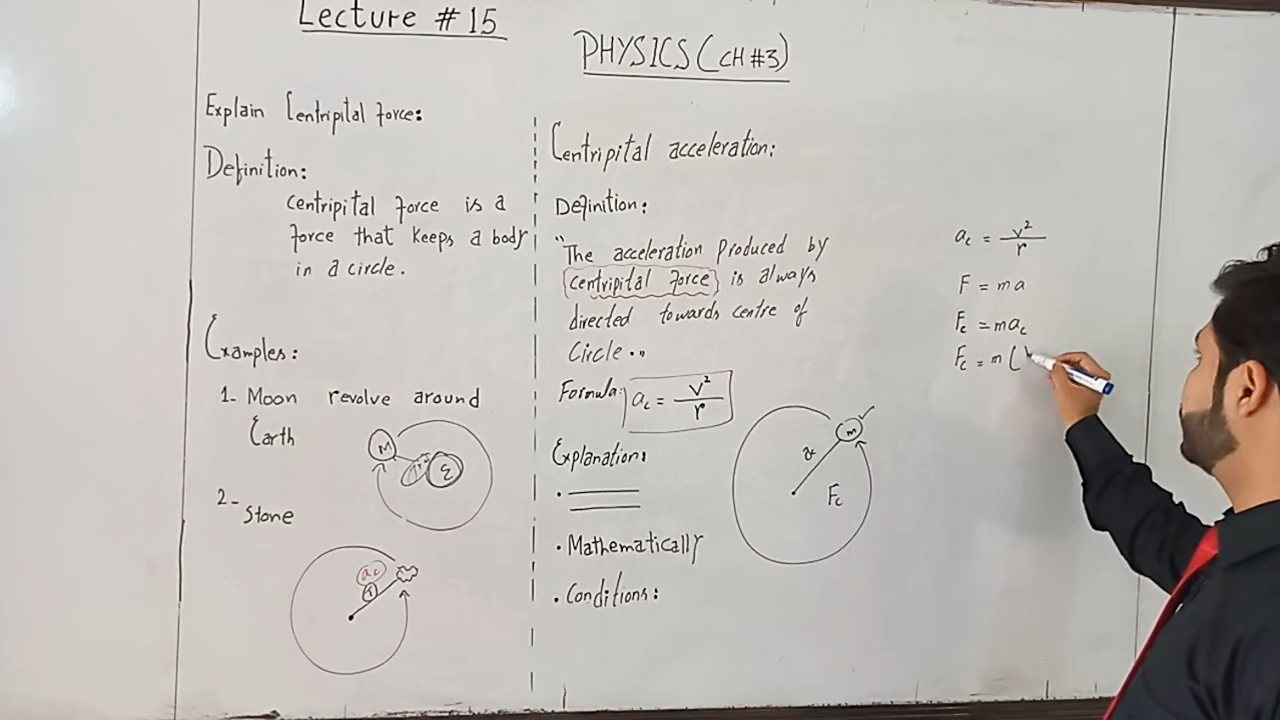 Lecture # 15
PHYSICS (CH #3)
Explain Centripital force:
Definition:
Centripital force is a
force that keeps a body
in a circle.
Examples:
1- Moon revolve around
Earth
M
E
2- Stone
ac
T
Centripital acceleration:
Definition:
"The acceleration produced by
centripital force is always
directed towards centre of
Circle."
Formula: ac = v²/r
Explanation:
• Mathematically
• Conditions:
m
Fc
ac = v²/r
F = ma
Fc = mac
Fc = m (